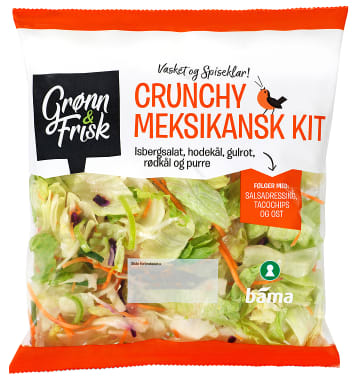 Grønn
&
Frisk
Vasket og Spiseklar!
CRUNCHY
MEKSIKANSK KIT
Isbergsalat, hodekål, gulrot,
rødkål og purre
FØLGER MED:
SALSADRESSING,
TACOCHIPS
OG OST
bama